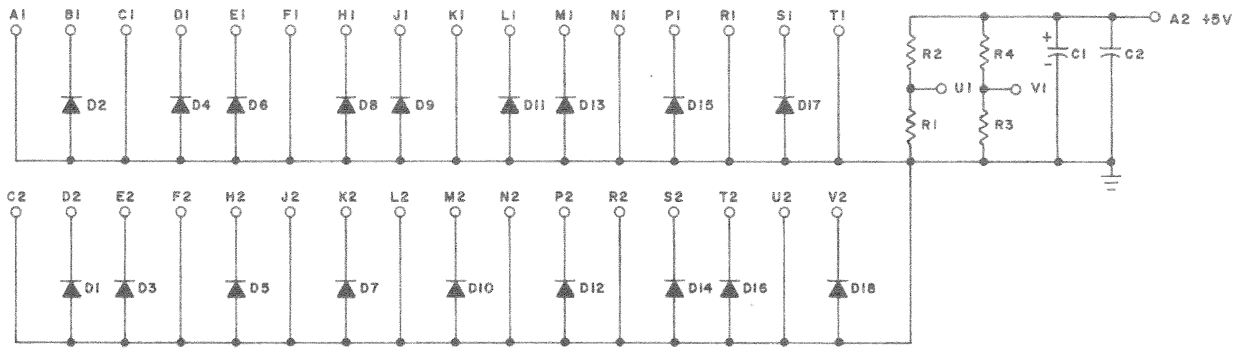 A1 B1 C1 D1 E1 F1 H1 J1 K1 L1 M1 N1 P1 R1 S1 T1 A2 +5V
R2 R4 + - C1 C2
U1 V1
D2 D4 D6 D8 D9 D11 D13 D15 D17
R1 R3
C2 D2 E2 F2 H2 J2 K2 L2 M2 N2 P2 R2 S2 T2 U2 V2
D1 D3 D5 D7 D10 D12 D14 D16 D18